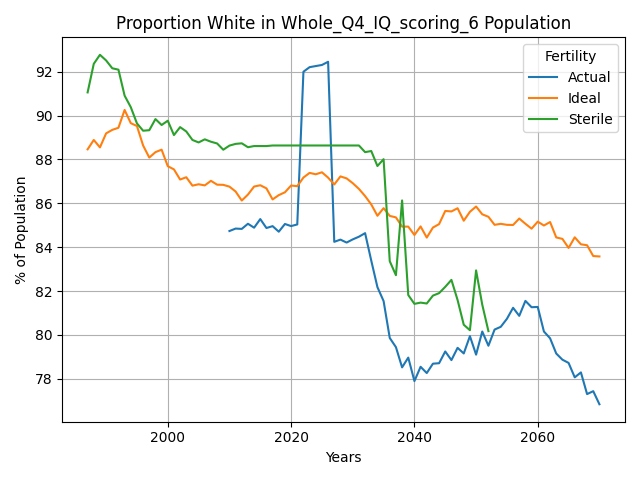 Proportion White in Whole_Q4_IQ_scoring_6 Population
Fertility
Actual
Ideal
Sterile
% of Population
92
90
88
86
84
82
80
78
2000
2020
2040
2060
Years